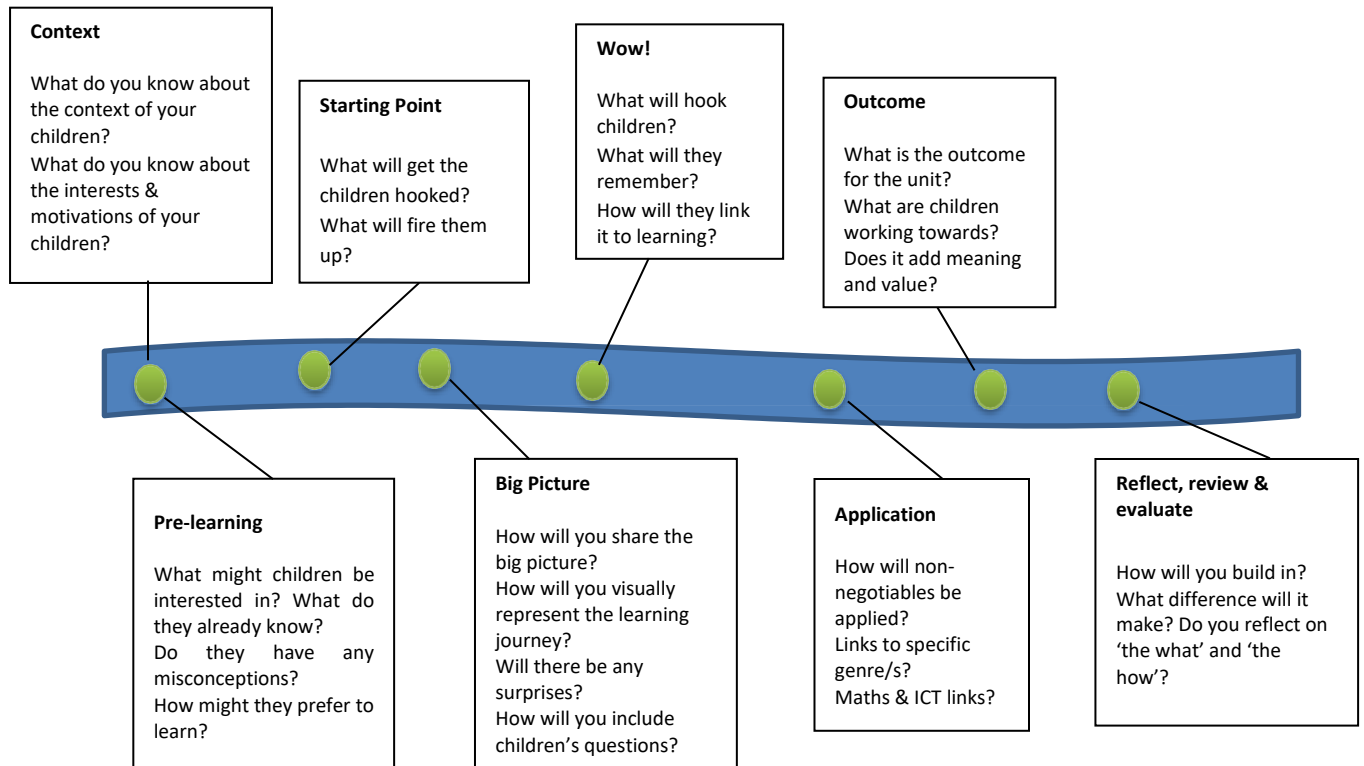 Context
What do you know about
the context of your
children?
What do you know about
the interests &
motivations of your
children?
Starting Point
What will get the
children hooked?
What will fire them
up?
Wow!
What will hook
children?
What will they
remember?
How will they link
it to learning?
Outcome
What is the outcome
for the unit?
What are children
working towards?
Does it add meaning
and value?
Pre-learning
What might children be
interested in? What do
they already know?
Do they have any
misconceptions?
How might they prefer to
learn?
Big Picture
How will you share the
big picture?
How will you visually
represent the learning
journey?
Will there be any
surprises?
How will you include
children’s questions?
Application
How will non-
negotiables be
applied?
Links to specific
genre/s?
Maths & ICT links?
Reflect, review &
evaluate
How will you build in?
What difference will it
make? Do you reflect on
‘the what’ and ‘the
how’?